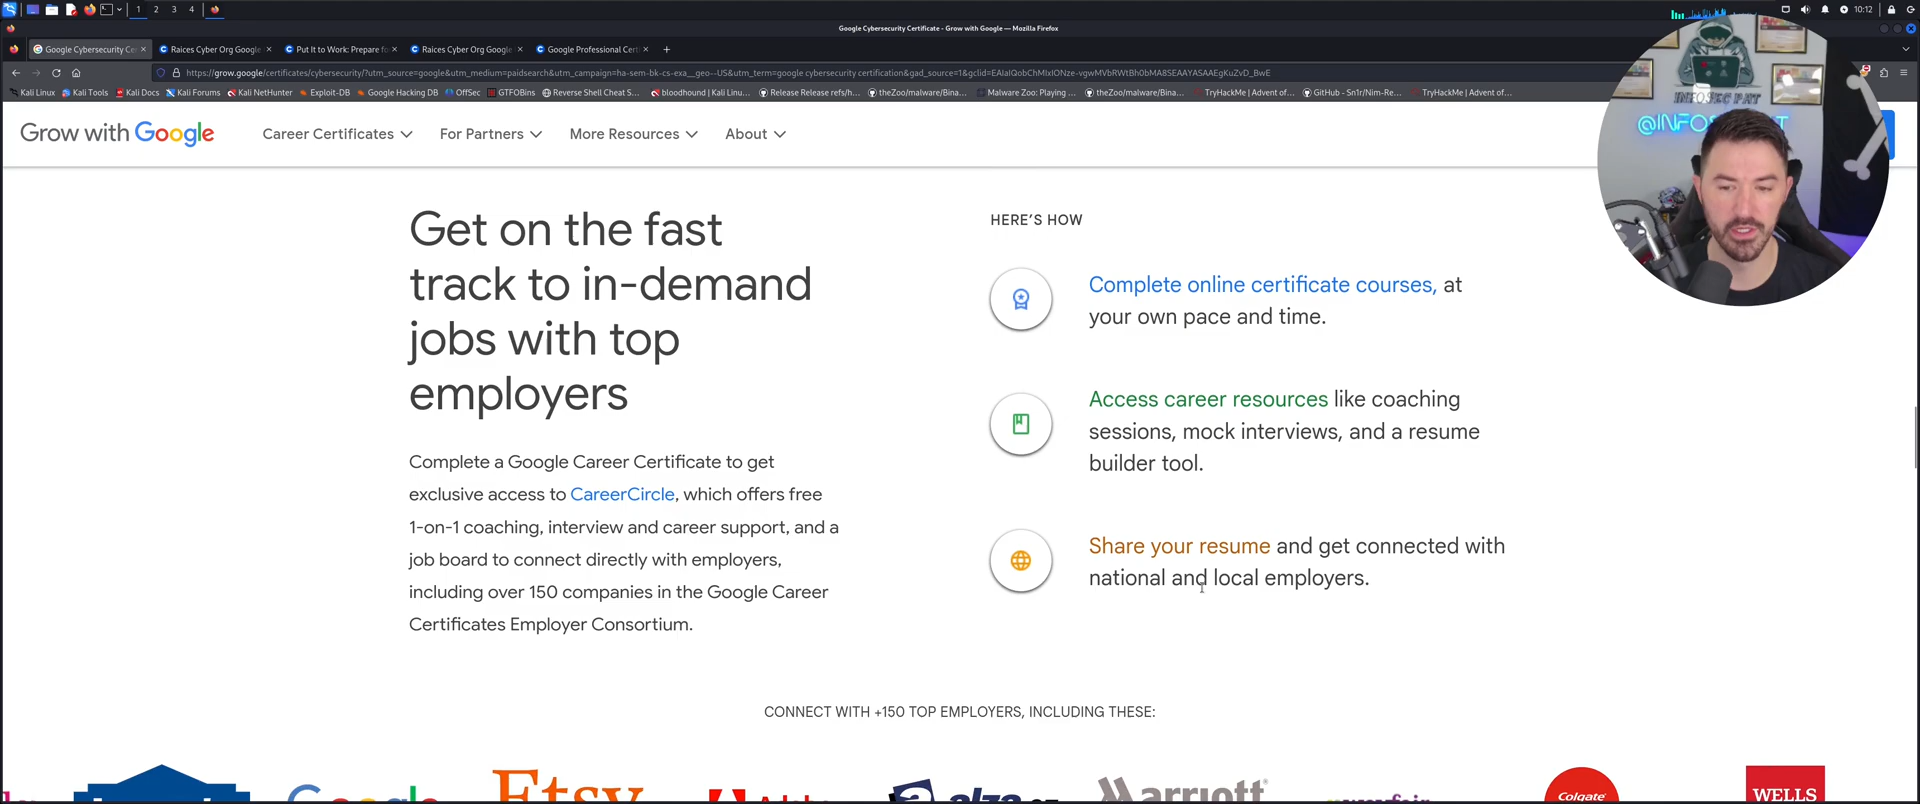 1 2 3 4
10:12
Google Cybersecurity Certificate - Grow with Google — Mozilla Firefox
Google Cybersecurity Ce
Raices Cyber Org Google
Put It to Work: Prepare fo
Raices Cyber Org Google
Google Professional Cert
https://grow.google/certificates/cybersecurity/?utm_source=google&utm_medium=paidsearch&utm_campaign=ha-sem-bk-cs-exa__geo--US&utm_term=google cybersecurity certification&gad_source=1&gclid=
Kali Linux Kali Tools Kali Docs Kali Forums Kali NetHunter Exploit-DB Google Hacking DB OffSec GTFOBins Reverse Shell Cheat S... bloodhound | Kali Linu... Release Release refs/h... theZoo/malware/Bina... Malware Zoo: Playing ... theZoo/malware/Bina... TryHackMe | Advent of... GitHub - Sn1r/Nim-Re... TryHackMe | Advent of...
INFOSEC PAT
Grow with Google
Career Certificates
For Partners
More Resources
About
Get on the fast
track to in-demand
jobs with top
employers
Complete a Google Career Certificate to get
exclusive access to CareerCircle, which offers free
1-on-1 coaching, interview and career support, and a
job board to connect directly with employers,
including over 150 companies in the Google Career
Certificates Employer Consortium.
HERE'S HOW
Complete online certificate courses, at
your own pace and time.
Access career resources like coaching
sessions, mock interviews, and a resume
builder tool.
Share your resume and get connected with
national and local employers.
CONNECT WITH +150 TOP EMPLOYERS, INCLUDING THESE:
Google
Etsy
Marriott
Colgate
WELLS